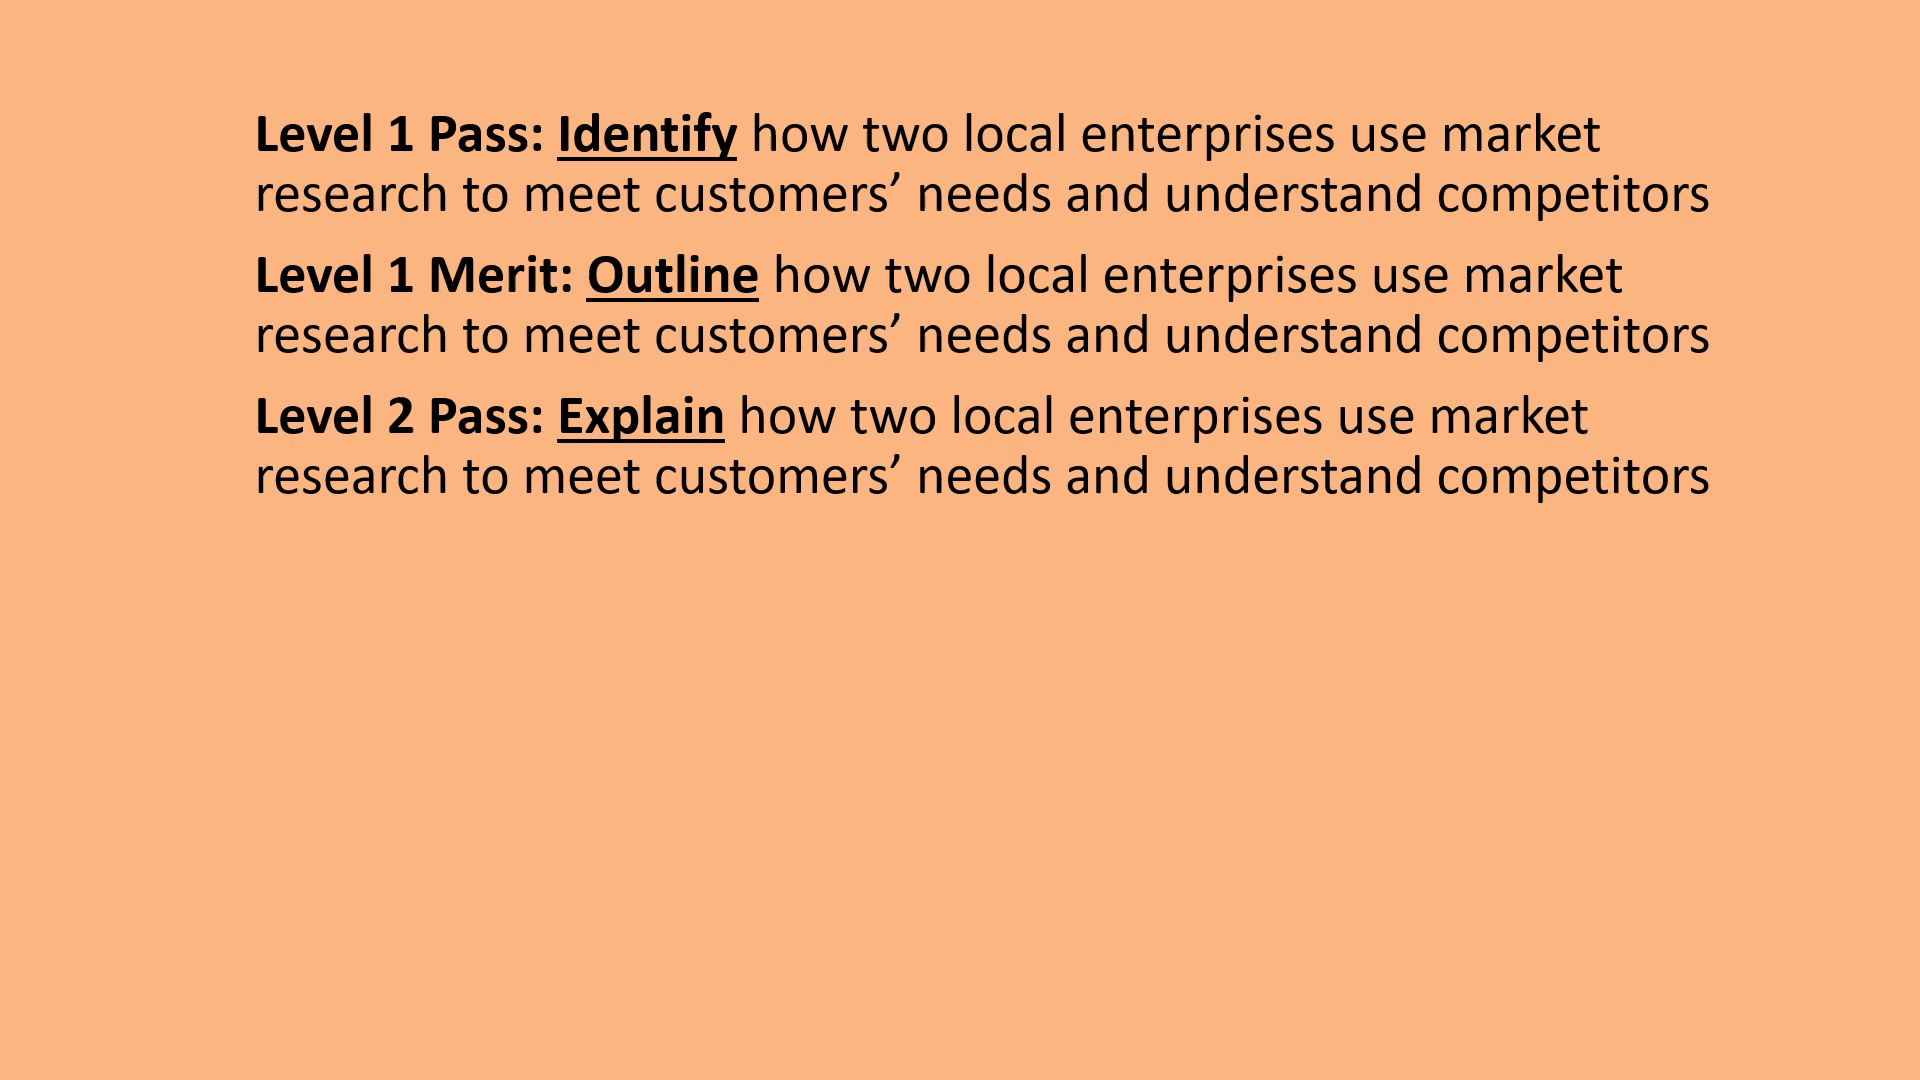 Level 1 Pass: Identify how two local enterprises use market
research to meet customers’ needs and understand competitors
Level 1 Merit: Outline how two local enterprises use market
research to meet customers’ needs and understand competitors
Level 2 Pass: Explain how two local enterprises use market
research to meet customers’ needs and understand competitors